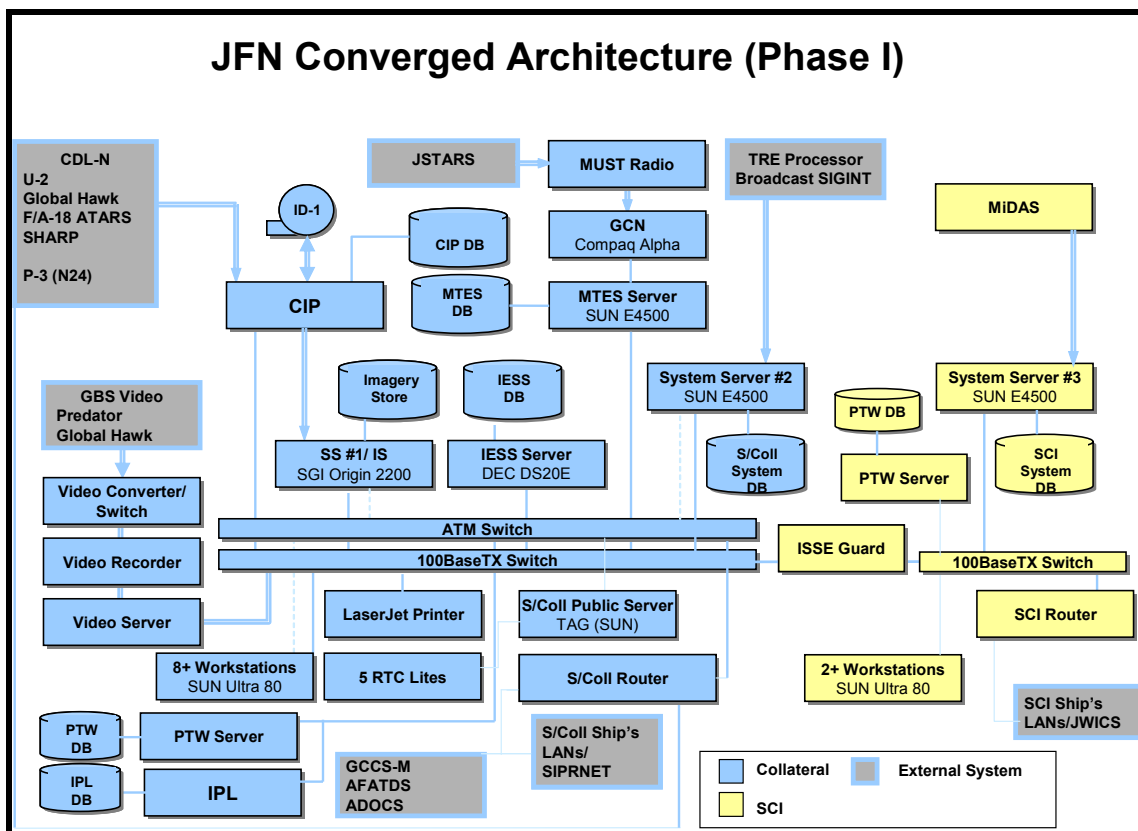 JFN Converged Architecture (Phase I)
CDL-N
U-2
Global Hawk
F/A-18 ATARS
SHARP
P-3 (N24)
ID-1
JSTARS
MUST Radio
TRE Processor
Broadcast SIGINT
MiDAS
CIP DB
GCN
Compaq Alpha
CIP
MTES
DB
MTES Server
SUN E4500
GBS Video
Predator
Global Hawk
Imagery
Store
IESS
DB
System Server #2
SUN E4500
PTW DB
System Server #3
SUN E4500
SS #1/ IS
SGI Origin 2200
IESS Server
DEC DS20E
S/Coll
System
DB
PTW Server
SCI
System
DB
Video Converter/
Switch
ATM Switch
Video Recorder
100BaseTX Switch
ISSE Guard
100BaseTX Switch
Video Server
LaserJet Printer
S/Coll Public Server
TAG (SUN)
SCI Router
8+ Workstations
SUN Ultra 80
5 RTC Lites
S/Coll Router
2+ Workstations
SUN Ultra 80
PTW
DB
PTW Server
S/Coll Ship's
LANs/
SIPRNET
SCI Ship's
LANs/JWICS
IPL
DB
IPL
GCCS-M
AFATDS
ADOCS
Collateral
External System
SCI